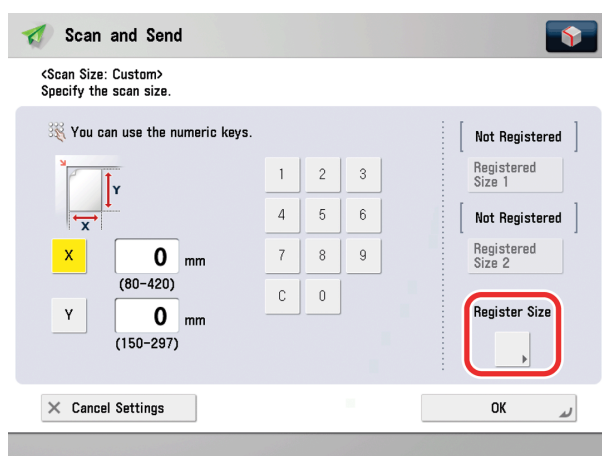 Scan and Send
<Scan Size: Custom>
Specify the scan size.
You can use the numeric keys.
Y
X
X
0 mm
(80-420)
Y
0 mm
(150-297)
1 2 3
4 5 6
7 8 9
C 0
Not Registered
Registered
Size 1
Not Registered
Registered
Size 2
Register Size
Cancel Settings
OK